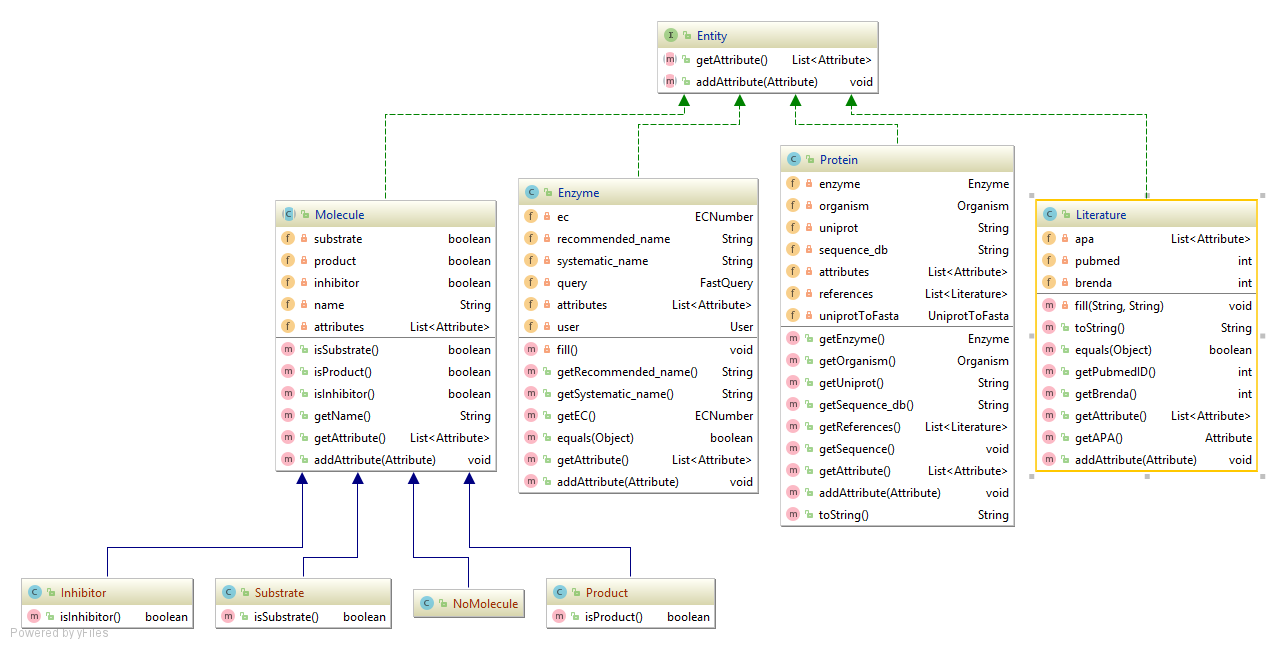 Entity
getAttribute() List<Attribute>
addAttribute(Attribute) void
Molecule
substrate boolean
product boolean
inhibitor boolean
name String
attributes List<Attribute>
isSubstrate() boolean
isProduct() boolean
isInhibitor() boolean
getName() String
getAttribute() List<Attribute>
addAttribute(Attribute) void
Enzyme
ec ECNumber
recommended_name String
systematic_name String
query FastQuery
attributes List<Attribute>
user User
fill() void
getRecommended_name() String
getSystematic_name() String
getEC() ECNumber
equals(Object) boolean
getAttribute() List<Attribute>
addAttribute(Attribute) void
Protein
enzyme Enzyme
organism Organism
uniprot String
sequence_db String
attributes List<Attribute>
references List<Literature>
uniprotToFasta UniprotToFasta
getEnzyme() Enzyme
getOrganism() Organism
getUniprot() String
getSequence_db() String
getReferences() List<Literature>
getSequence() void
getAttribute() List<Attribute>
addAttribute(Attribute) void
toString() String
Literature
apa List<Attribute>
pubmed int
brenda int
fill(String, String) void
toString() String
equals(Object) boolean
getPubmedID() int
getBrenda() int
getAttribute() List<Attribute>
getAPA() Attribute
addAttribute(Attribute) void
Inhibitor
isInhibitor() boolean
Substrate
isSubstrate() boolean
NoMolecule
Product
isProduct() boolean
Powered by yFiles